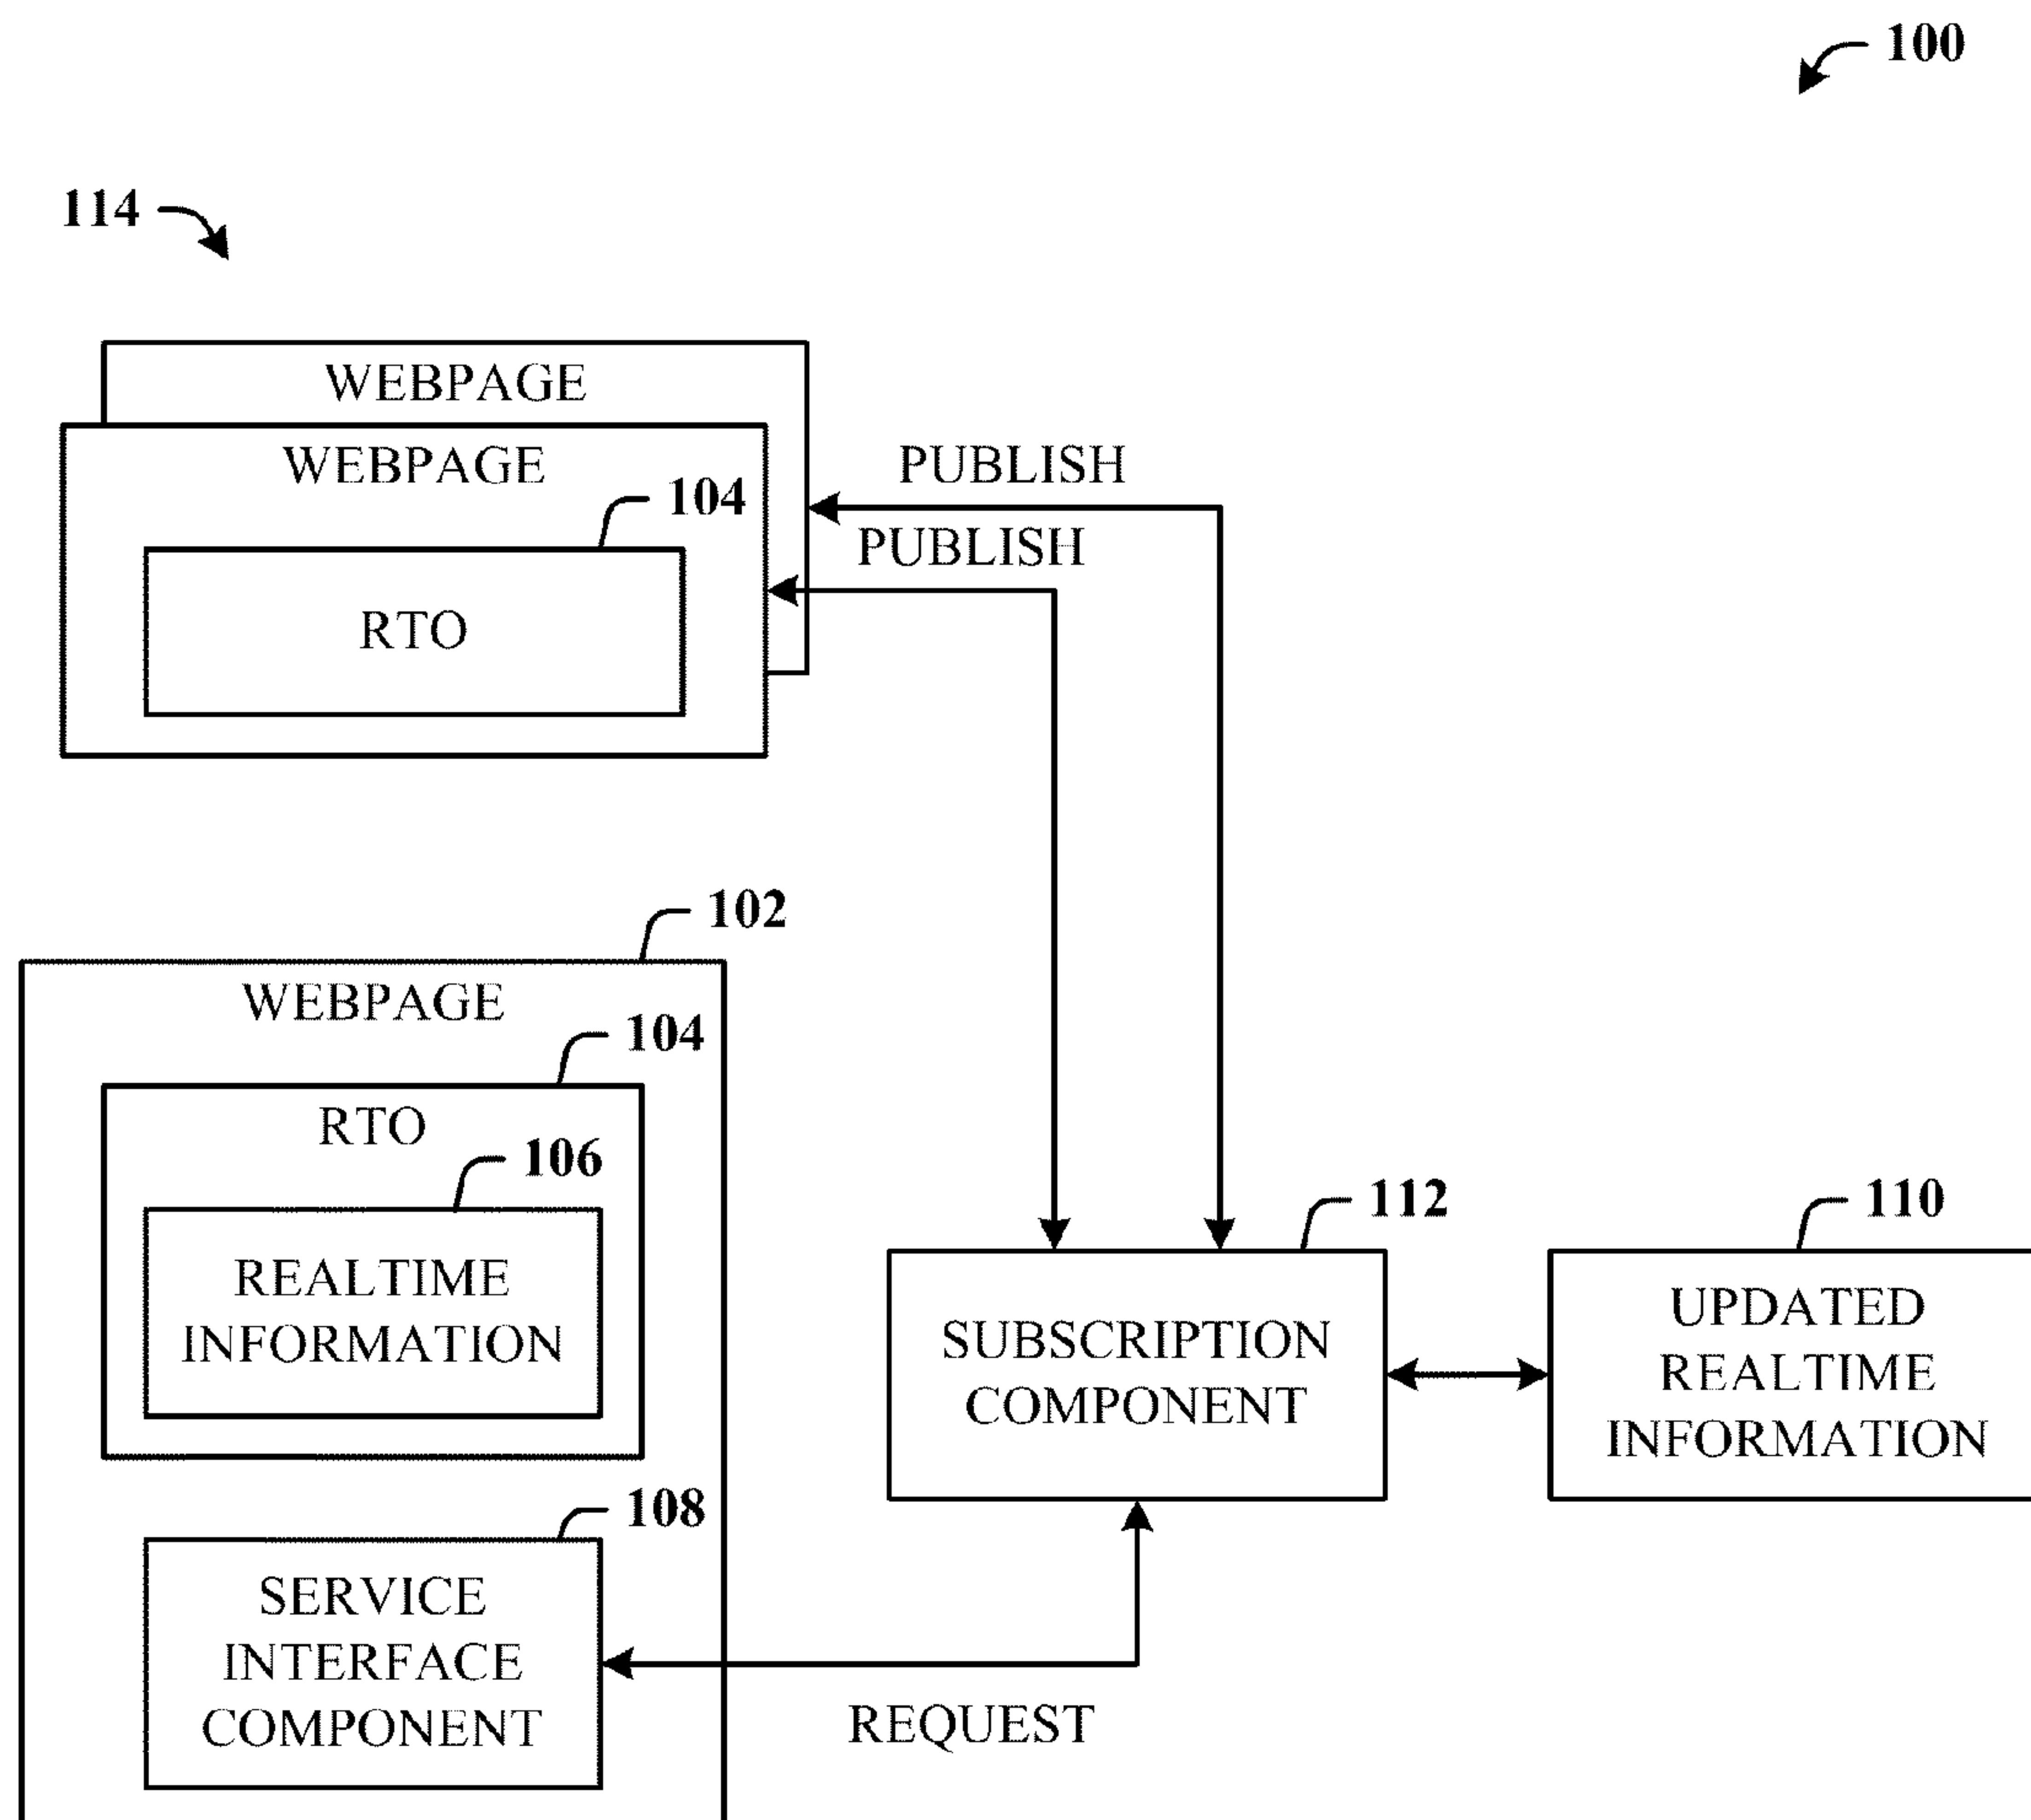 100
114
WEBPAGE
WEBPAGE
PUBLISH
104
PUBLISH
RTO
102
WEBPAGE
104
RTO
106
REALTIME
INFORMATION
112
110
SUBSCRIPTION
COMPONENT
UPDATED
REALTIME
INFORMATION
108
SERVICE
INTERFACE
COMPONENT
REQUEST